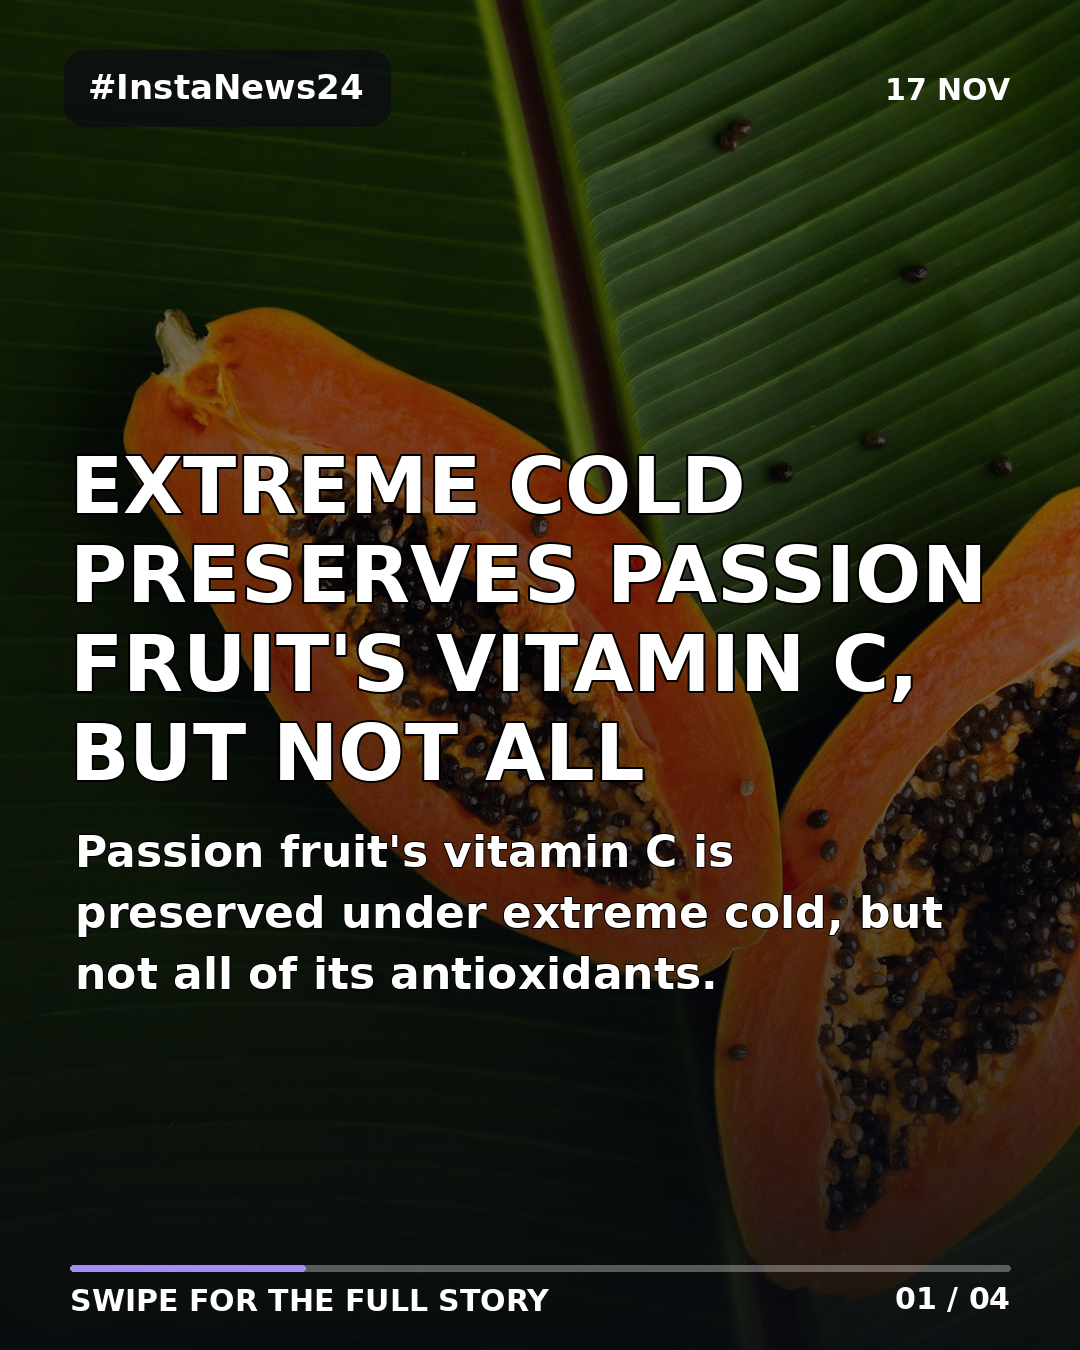 #InstaNews24
17 NOV
EXTREME COLD
PRESERVES PASSION
FRUIT'S VITAMIN C,
BUT NOT ALL
Passion fruit's vitamin C is
preserved under extreme cold, but
not all of its antioxidants.
SWIPE FOR THE FULL STORY
01 / 04